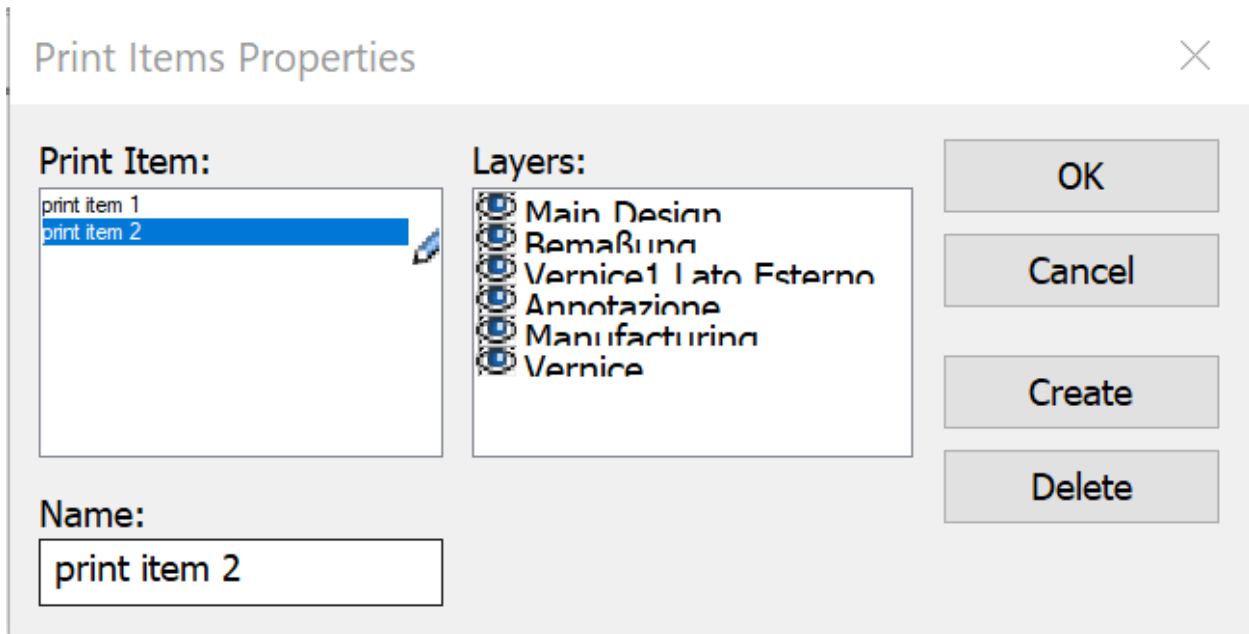 Print Items Properties
Print Item:
print item 1
print item 2
Layers:
Main Design
Bemaßung
Vernice1 Lato Esterno
Annotazione
Manufacturing
Vernice
OK
Cancel
Create
Delete
Name:
print item 2